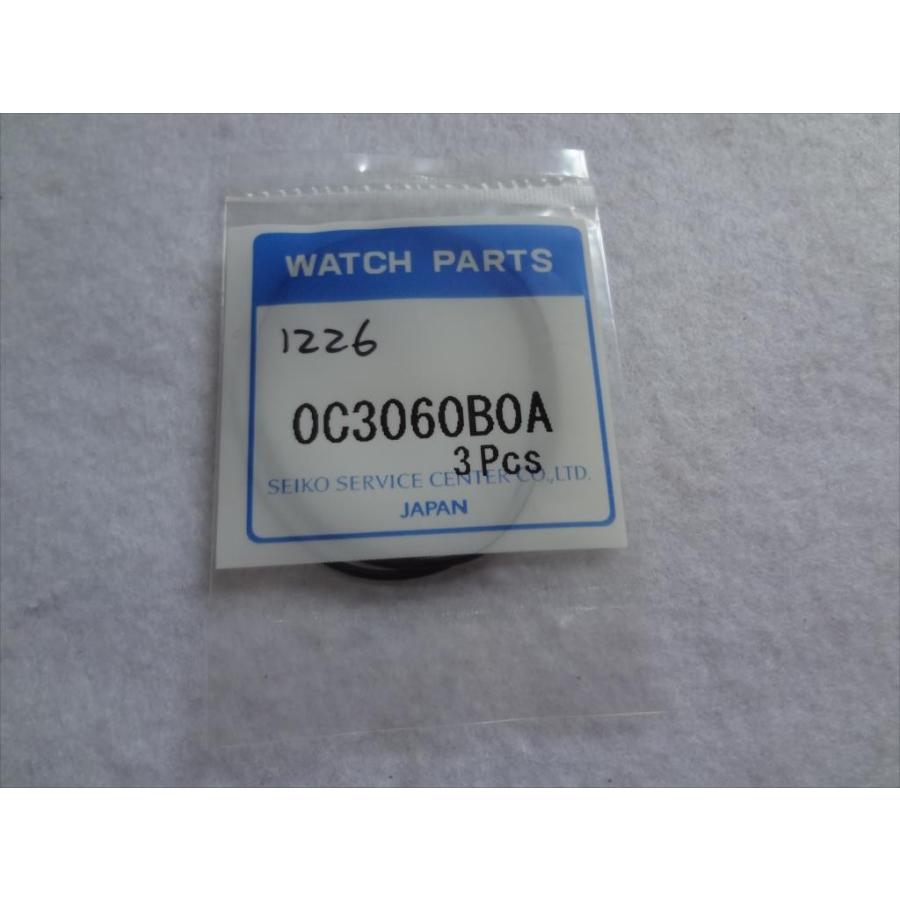 WATCH PARTS
1226
0C3060B0A
3Pcs
SEIKO SERVICE CENTER CO.,LTD.
JAPAN